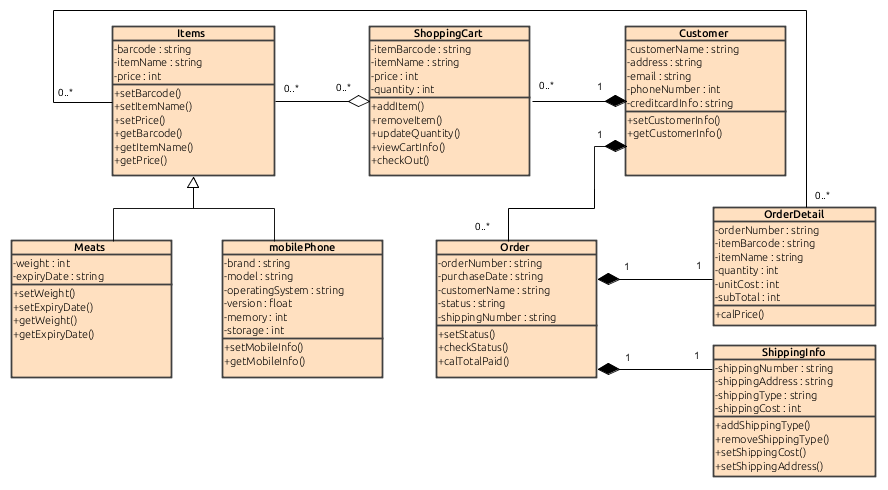 Items
-barcode : string
-itemName : string
-price : int
+setBarcode()
+setItemName()
+setPrice()
+getBarcode()
+getItemName()
+getPrice()
ShoppingCart
-itemBarcode : string
-itemName : string
-price : int
-quantity : int
+addItem()
+removeItem()
+updateQuantity()
+viewCartInfo()
+checkOut()
Customer
-customerName : string
-address : string
-email : string
-phoneNumber : int
-creditcardInfo : string
+setCustomerInfo()
+getCustomerInfo()
0..*
0..*
0..*
0..*
1
1
0..*
0..*
Meats
-weight : int
-expiryDate : string
+setWeight()
+setExpiryDate()
+getWeight()
+getExpiryDate()
mobilePhone
-brand : string
-model : string
-operatingSystem : string
-version : float
-memory : int
-storage : int
+setMobileInfo()
+getMobileInfo()
Order
-orderNumber : string
-purchaseDate : string
-customerName : string
-status : string
-shippingNumber : string
+setStatus()
+checkStatus()
+calTotalPaid()
1
1
1
1
OrderDetail
-orderNumber : string
-itemBarcode : string
-itemName : string
-quantity : int
-unitCost : int
-subTotal : int
+calPrice()
ShippingInfo
-shippingNumber : string
-shippingAddress : string
-shippingType : string
-shippingCost : int
+addShippingType()
+removeShippingType()
+setShippingCost()
+setShippingAddress()